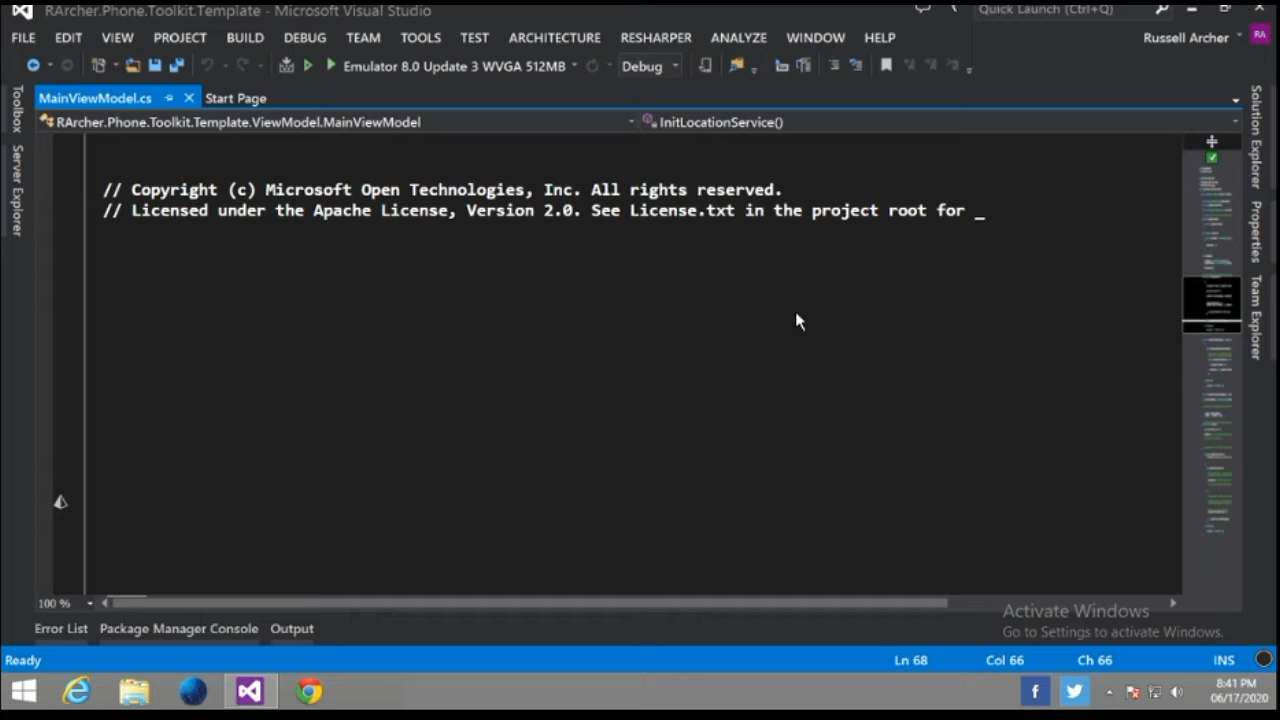 RArcher.Phone.Toolkit.Template - Microsoft Visual Studio
Quick Launch (Ctrl+Q)
FILE EDIT VIEW PROJECT BUILD DEBUG TEAM TOOLS TEST ARCHITECTURE RESHARPER ANALYZE WINDOW HELP
Russell Archer RA
Emulator 8.0 Update 3 WVGA 512MB Debug
MainViewModel.cs Start Page
RArcher.Phone.Toolkit.Template.ViewModel.MainViewModel InitLocationService()
Toolbox
Server Explorer
Solution Explorer
Properties
Team Explorer
// Copyright (c) Microsoft Open Technologies, Inc. All rights reserved.
// Licensed under the Apache License, Version 2.0. See License.txt in the project root for _
100 %
Activate Windows
Go to Settings to activate Windows.
Error List Package Manager Console Output
Ready Ln 68 Col 66 Ch 66 INS
8:41 PM
06/17/2020